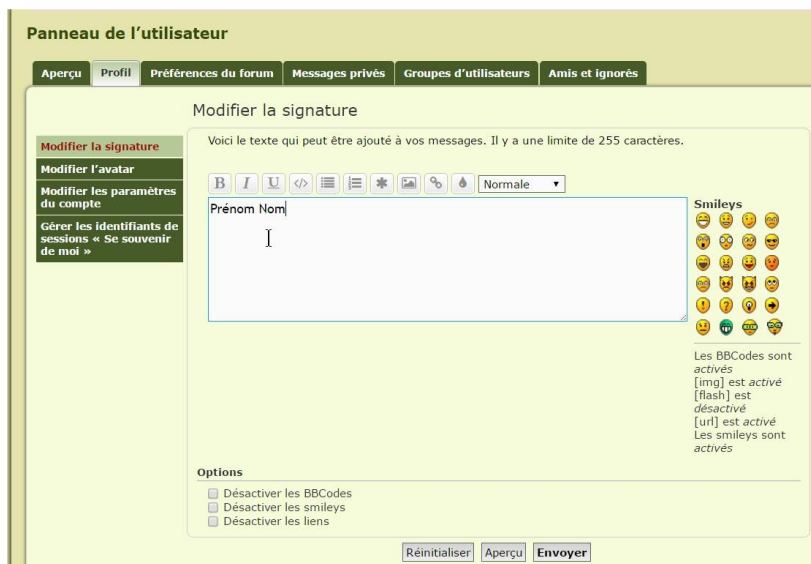 Panneau de l’utilisateur
Aperçu
Profil
Préférences du forum
Messages privés
Groupes d’utilisateurs
Amis et ignorés
Modifier la signature
Modifier la signature
Modifier l’avatar
Modifier les paramètres
du compte
Gérer les identifiants de
sessions « Se souvenir
de moi »
Voici le texte qui peut être ajouté à vos messages. Il y a une limite de 255 caractères.
B I U </> Normale
Prénom Nom
Smileys
Les BBCodes sont
activés
[img] est activé
[flash] est
désactivé
[url] est activé
Les smileys sont
activés
Options
Désactiver les BBCodes
Désactiver les smileys
Désactiver les liens
Réinitialiser Aperçu Envoyer